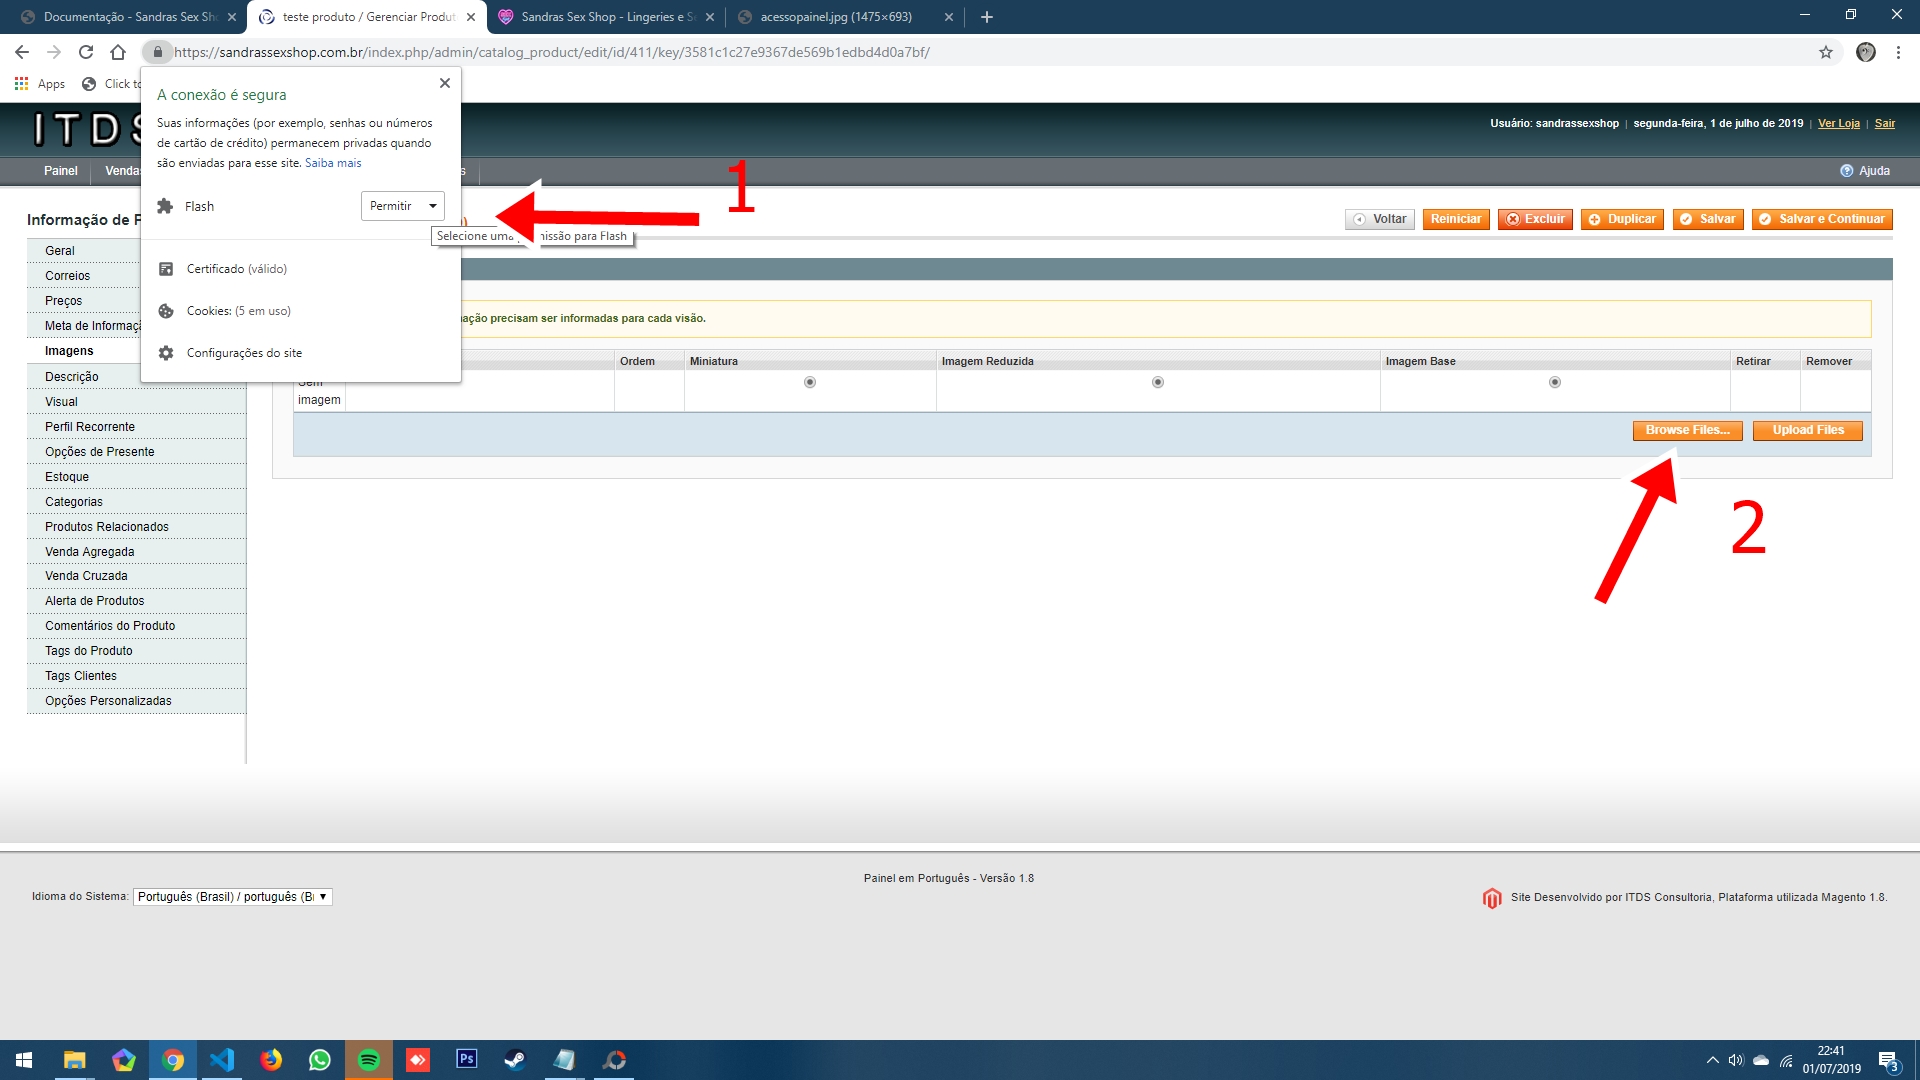 Documentação - Sandras Sex Sh
teste produto / Gerenciar Produt
Sandras Sex Shop - Lingeries e S
acessopainel.jpg (1475×693)
https://sandrassexshop.com.br/index.php/admin/catalog_product/edit/id/411/key/3581c1c27e9367de569b1edbd4d0a7bf/
Apps
Click to
A conexão é segura
Suas informações (por exemplo, senhas ou números
de cartão de crédito) permanecem privadas quando
são enviadas para esse site. Saiba mais
Flash
Permitir
Selecione uma
missão para Flash
Certificado (válido)
Cookies: (5 em uso)
Configurações do site
ITDS
Usuário: sandrassexshop | segunda-feira, 1 de julho de 2019 | Ver Loja | Sair
Painel
Venda
s
Ajuda
1
Informação de P
Voltar
Reiniciar
Excluir
Duplicar
Salvar
Salvar e Continuar
Geral
Correios
Preços
Meta de Informaç
Imagens
Descrição
Visual
Perfil Recorrente
Opções de Presente
Estoque
Categorias
Produtos Relacionados
Venda Agregada
Venda Cruzada
Alerta de Produtos
Comentários do Produto
Tags do Produto
Tags Clientes
Opções Personalizadas
ação precisam ser informadas para cada visão.
Ordem
Miniatura
Imagem Reduzida
Imagem Base
Retirar
Remover
Sem
imagem
Browse Files...
Upload Files
2
Painel em Português - Versão 1.8
Idioma do Sistema:
Português (Brasil) / português (B
Site Desenvolvido por ITDS Consultoria, Plataforma utilizada Magento 1.8.
Ps
22:41
01/07/2019
3